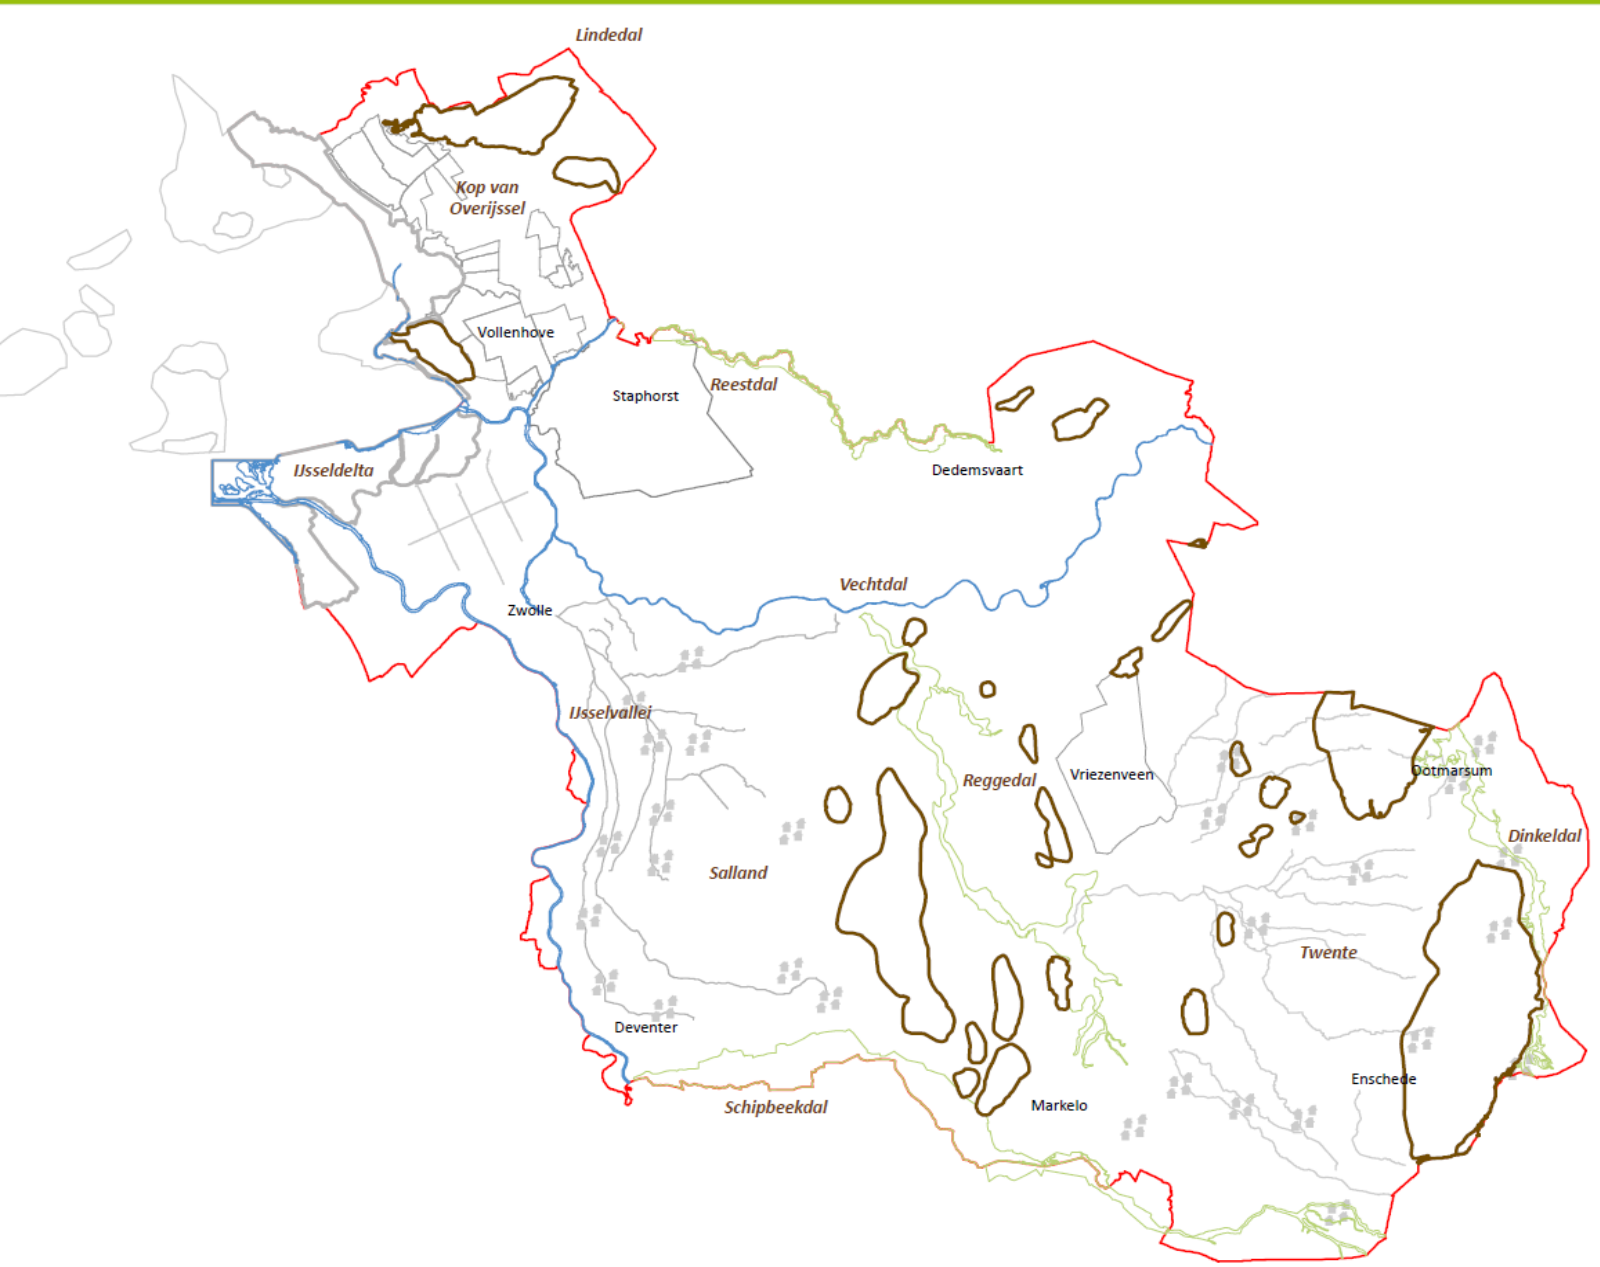 Lindedal
Kop van
Overijssel
Vollenhove
Staphorst
Reestdal
Dedemsvaart
IJsseldelta
Vechtdal
Zwolle
IJsselvallei
Reggedal
Vriezenveen
Ootmarsum
Dinkeldal
Salland
Twente
Deventer
Enschede
Schipbeekdal
Markelo